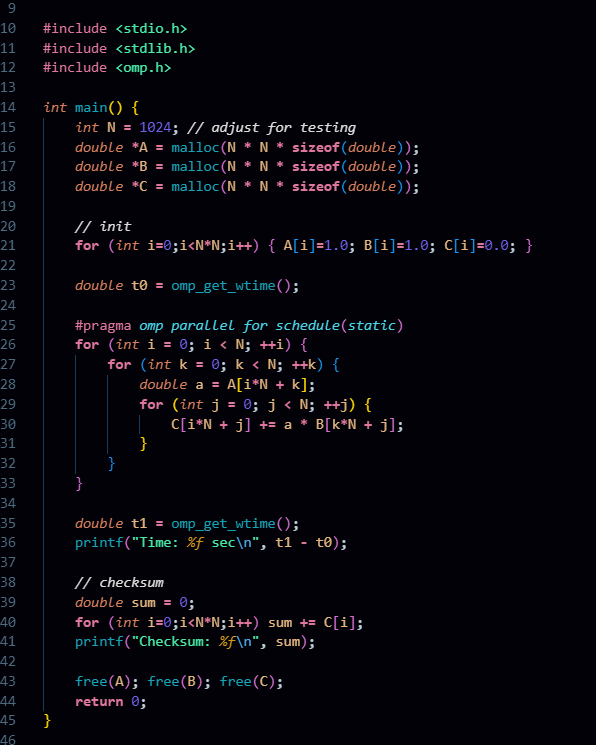 9
10 #include <stdio.h>
11 #include <stdlib.h>
12 #include <omp.h>
13
14 int main() {
15     int N = 1024; // adjust for testing
16     double *A = malloc(N * N * sizeof(double));
17     double *B = malloc(N * N * sizeof(double));
18     double *C = malloc(N * N * sizeof(double));
19
20     // init
21     for (int i=0;i<N*N;i++) { A[i]=1.0; B[i]=1.0; C[i]=0.0; }
22
23     double t0 = omp_get_wtime();
24
25     #pragma omp parallel for schedule(static)
26     for (int i = 0; i < N; ++i) {
27         for (int k = 0; k < N; ++k) {
28             double a = A[i*N + k];
29             for (int j = 0; j < N; ++j) {
30                 C[i*N + j] += a * B[k*N + j];
31             }
32         }
33     }
34
35     double t1 = omp_get_wtime();
36     printf("Time: %f sec\n", t1 - t0);
37
38     // checksum
39     double sum = 0;
40     for (int i=0;i<N*N;i++) sum += C[i];
41     printf("Checksum: %f\n", sum);
42
43     free(A); free(B); free(C);
44     return 0;
45 }
46